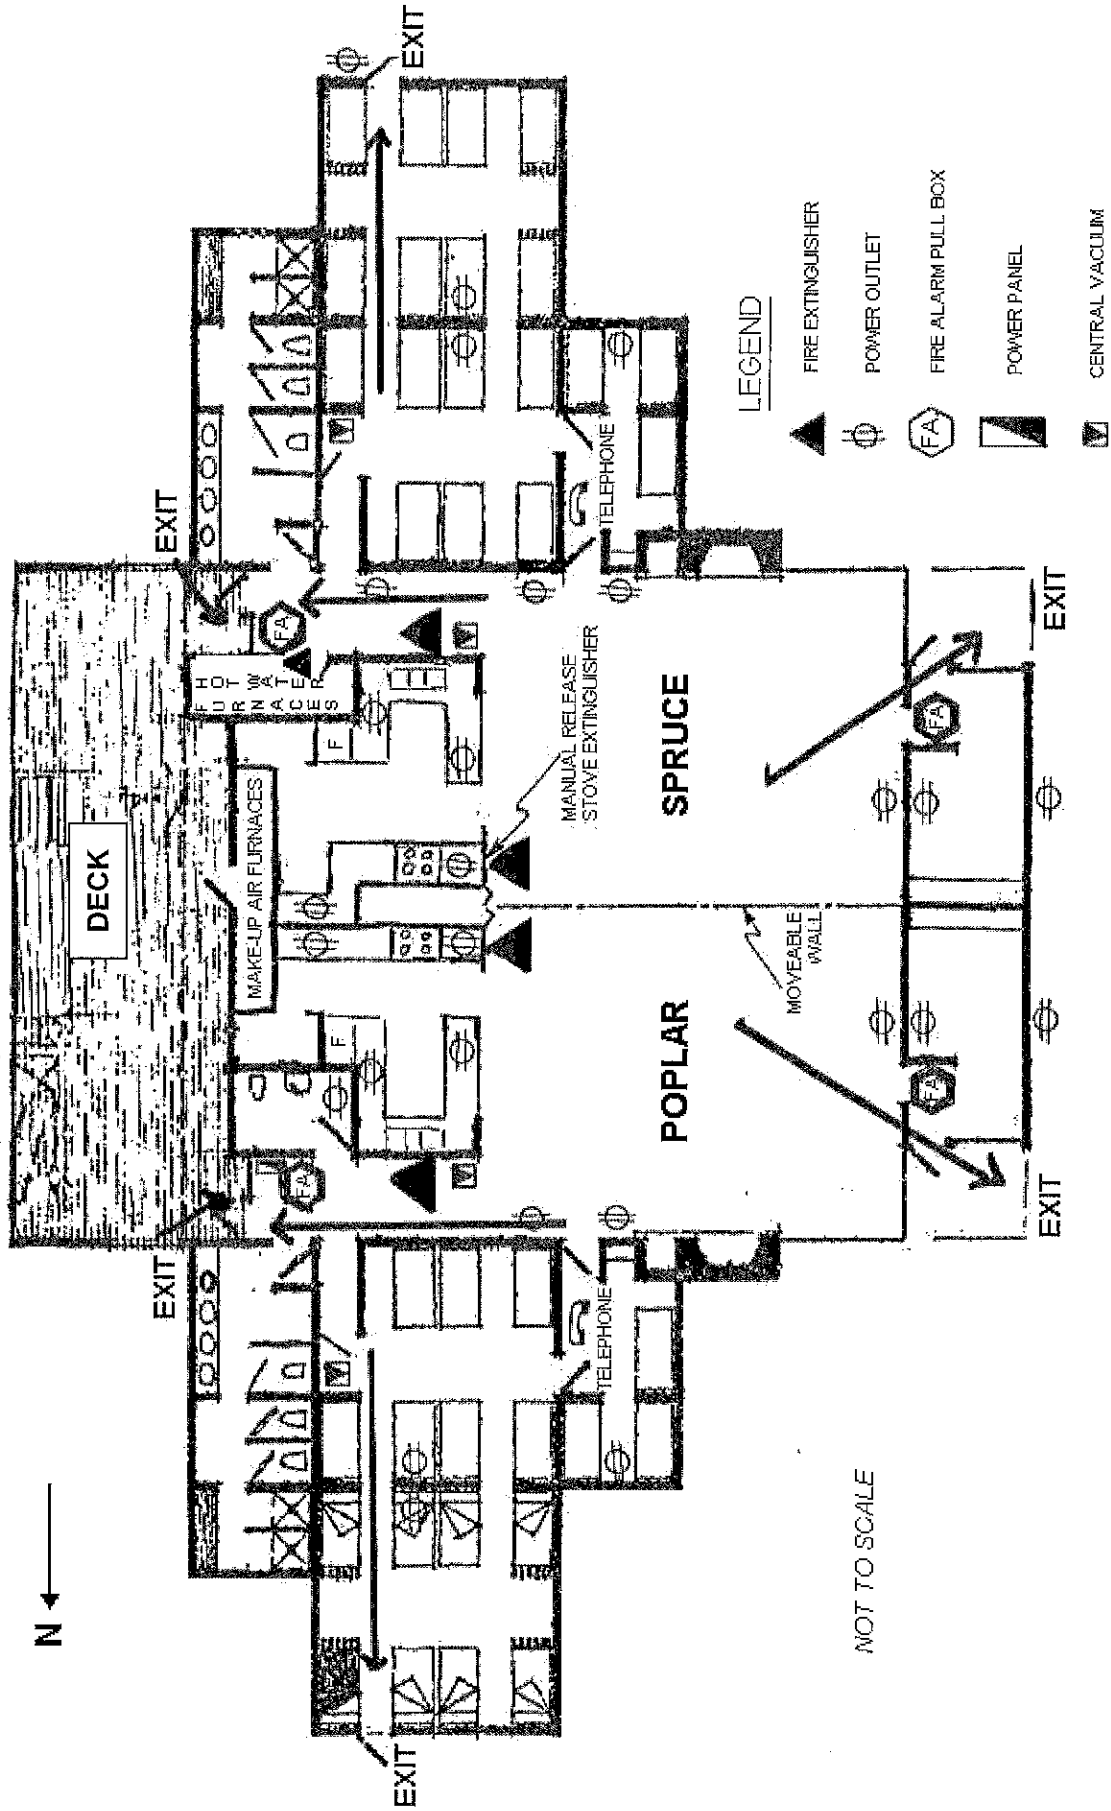 N
EXIT
EXIT
EXIT
EXIT
DECK
MAKE-UP AIR FURNACES
HOT WATER
FURNACES
F
F
FA
FA
TELEPHONE
TELEPHONE
MANUAL RELEASE
STOVE EXTINGUISHER
POPLAR
SPRUCE
MOVEABLE
WALL
FA
FA
EXIT
EXIT
NOT TO SCALE
LEGEND
FIRE EXTINGUISHER
POWER OUTLET
FA
FIRE ALARM PULL BOX
POWER PANEL
CENTRAL VACUUM